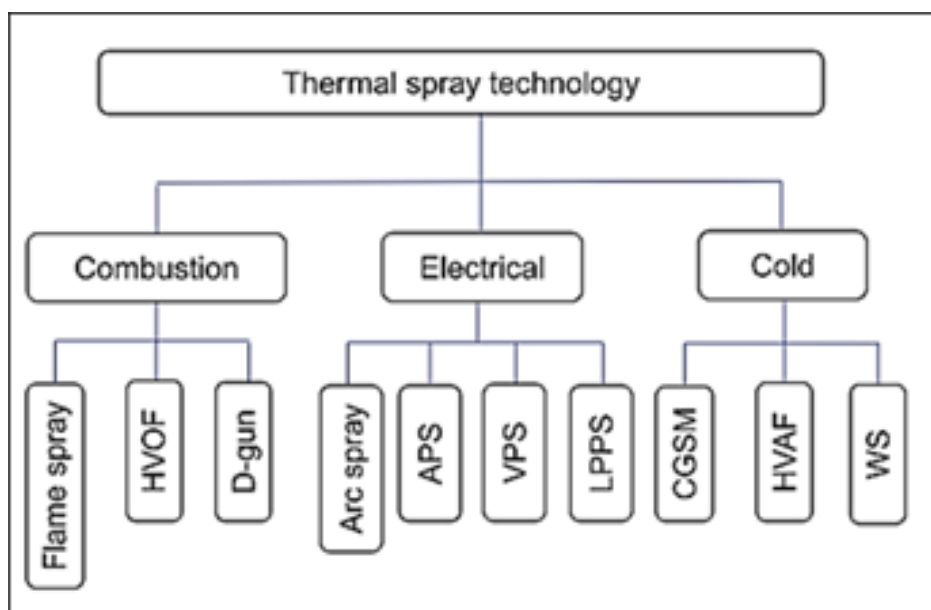 Thermal spray technology
Combustion
Electrical
Cold
Flame spray
HVOF
D-gun
Arc spray
APS
VPS
LPPS
CGSM
HVAF
WS